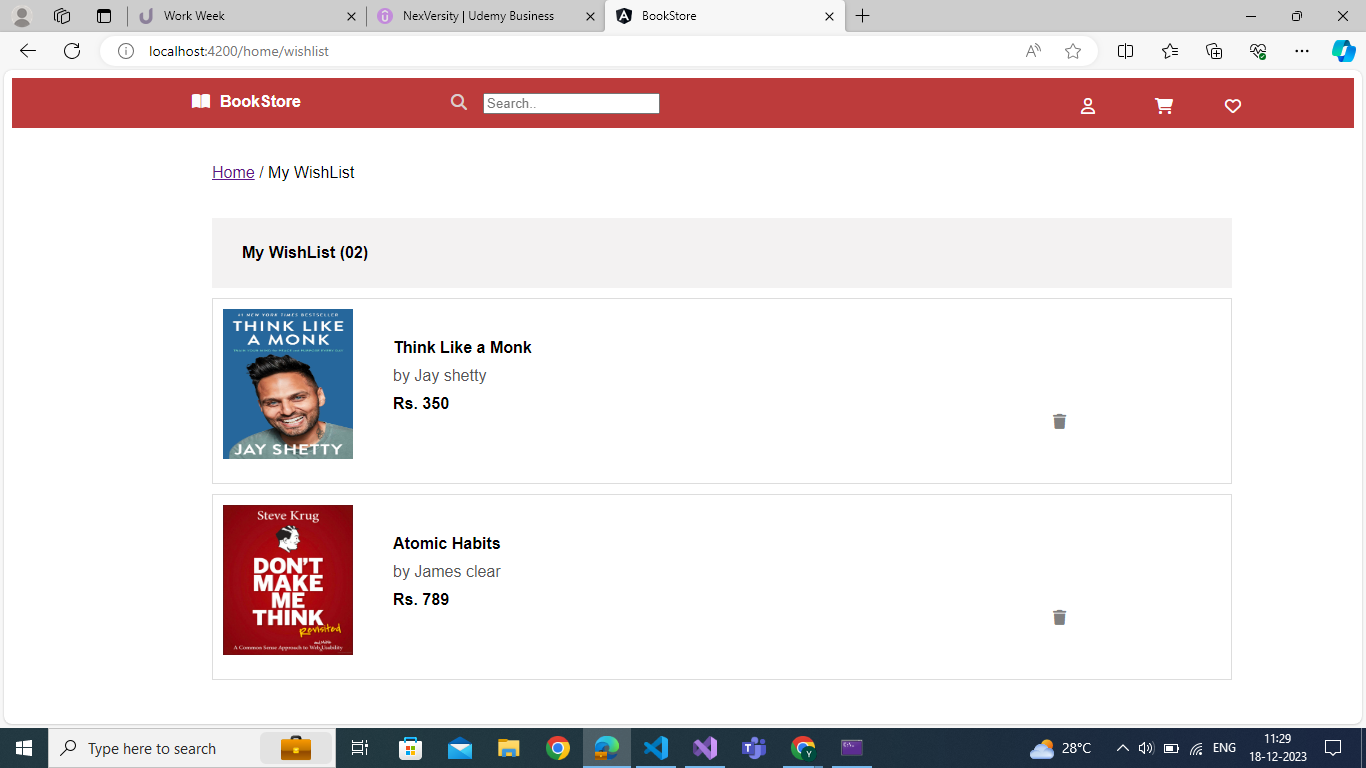 Work Week
NexVersity | Udemy Business
BookStore
localhost:4200/home/wishlist
BookStore
Search..
Home / My WishList
My WishList (02)
#1 NEW YORK TIMES BESTSELLER
THINK LIKE
A MONK
JAY SHETTY
Think Like a Monk
by Jay shetty
Rs. 350
Steve Krug
DON'T
MAKE
ME
THINK
Revisited
A Common Sense Approach to Web Usability
Atomic Habits
by James clear
Rs. 789
Type here to search
28°C
ENG
11:29
18-12-2023